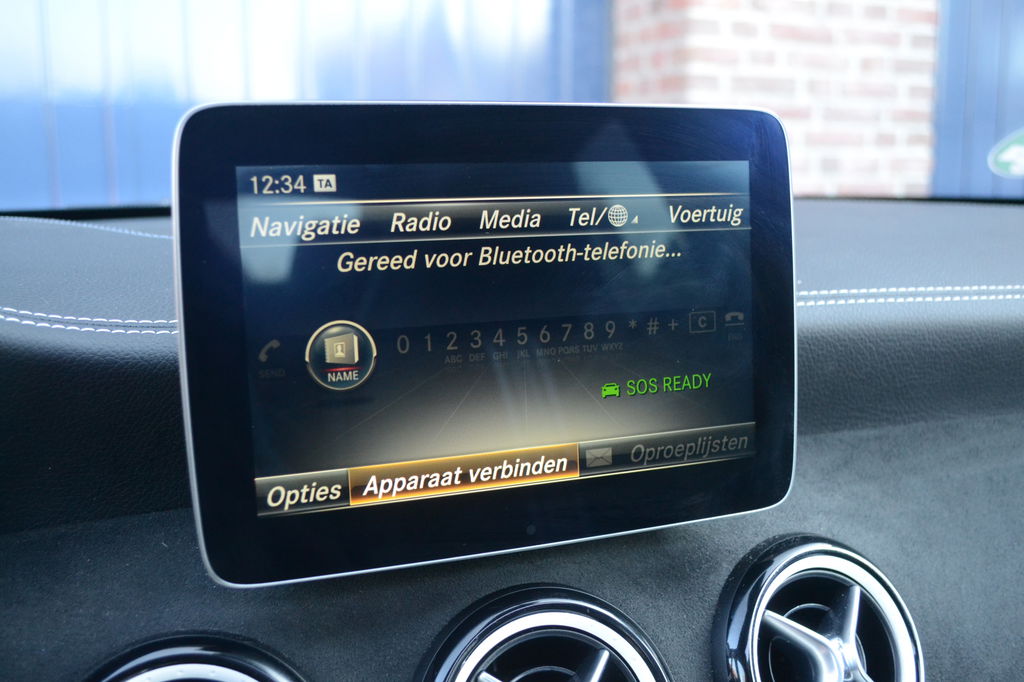 12:34 TA
Navigatie Radio Media Tel/ Voertuig
Gereed voor Bluetooth-telefonie...
SEND NAME 0 1 2 3 4 5 6 7 8 9 * # + C END
ABC DEF GHI JKL MNO PQRS TUV WXYZ
SOS READY
Opties Apparaat verbinden Oproeplijsten